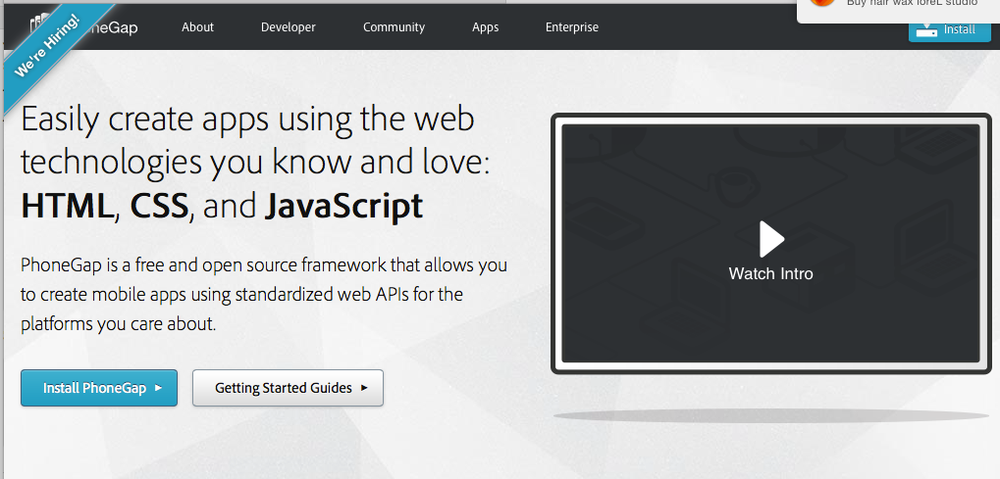 Buy hair wax loreL studio
We're Hiring!
neGap About Developer Community Apps Enterprise Install
Easily create apps using the web
technologies you know and love:
HTML, CSS, and JavaScript
PhoneGap is a free and open source framework that allows you
to create mobile apps using standardized web APIs for the
platforms you care about.
Install PhoneGap Getting Started Guides
Watch Intro